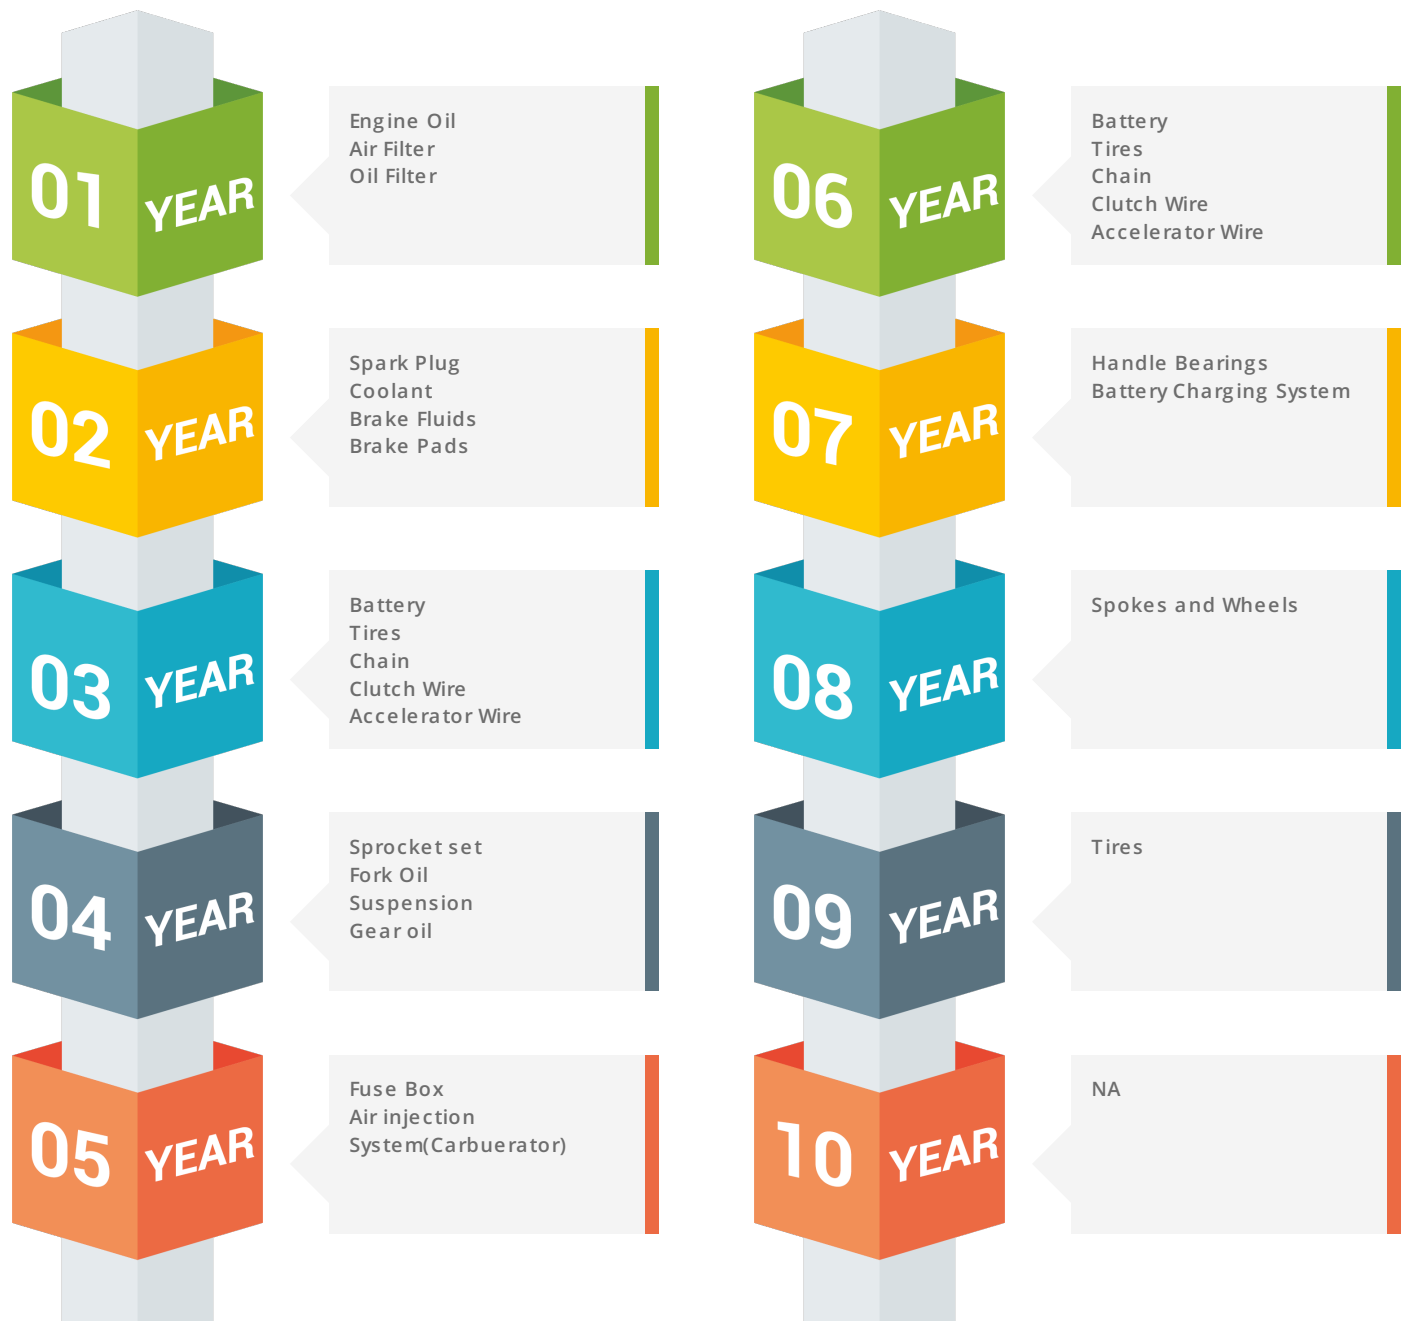 01 YEAR
Engine Oil
Air Filter
Oil Filter
02 YEAR
Spark Plug
Coolant
Brake Fluids
Brake Pads
03 YEAR
Battery
Tires
Chain
Clutch Wire
Accelerator Wire
04 YEAR
Sprocket set
Fork Oil
Suspension
Gear oil
05 YEAR
Fuse Box
Air injection
System(Carbuerator)
06 YEAR
Battery
Tires
Chain
Clutch Wire
Accelerator Wire
07 YEAR
Handle Bearings
Battery Charging System
08 YEAR
Spokes and Wheels
09 YEAR
Tires
10 YEAR
NA